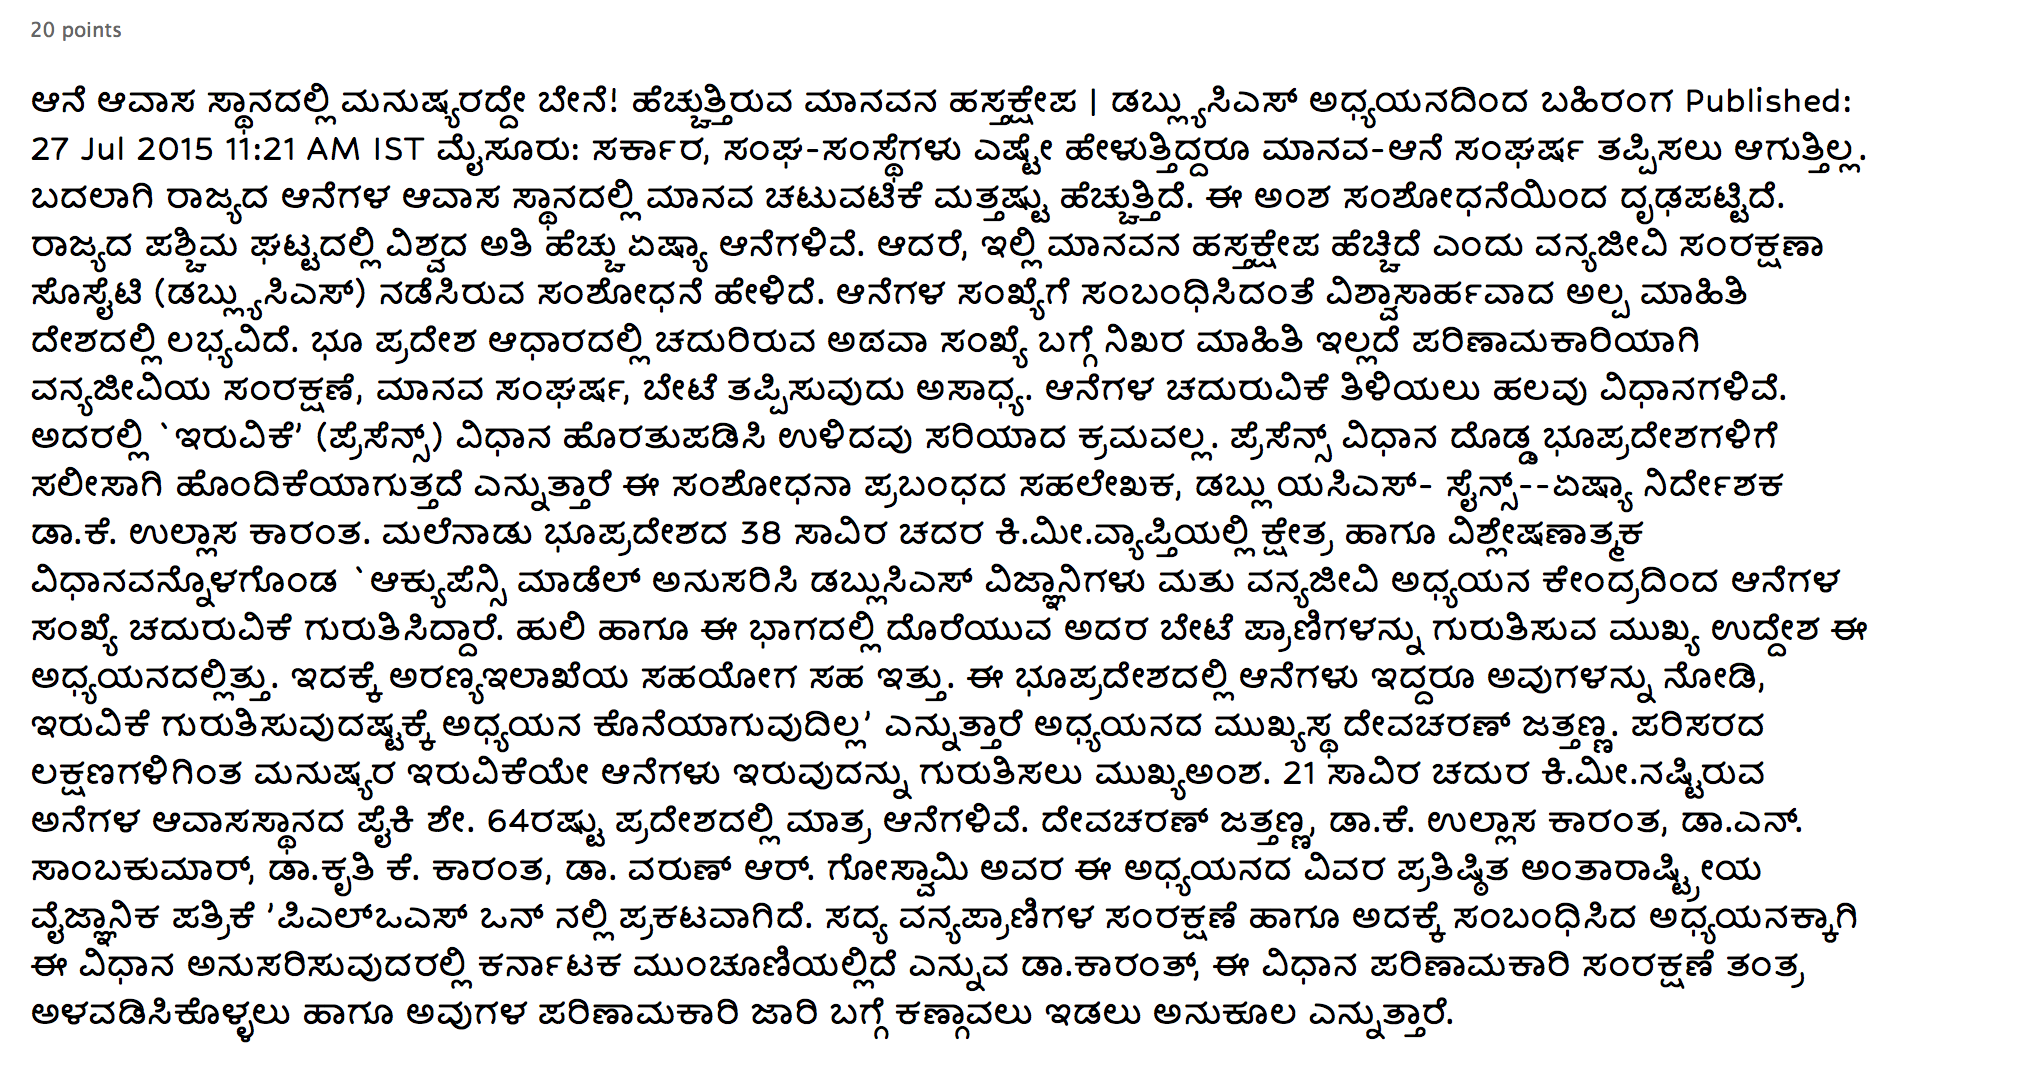 20 points
ಆನೆ ಆವಾಸ ಸ್ಥಾನದಲ್ಲಿ ಮನುಷ್ಯರದ್ದೇ ಬೇನೆ! ಹೆಚ್ಚುತ್ತಿರುವ ಮಾನವನ ಹಸ್ತಕ್ಷೇಪ | ಡಬ್ಲ್ಯುಸಿಎಸ್ ಅಧ್ಯಯನದಿಂದ ಬಹಿರಂಗ Published:
27 Jul 2015 11:21 AM IST ಮೈಸೂರು: ಸರ್ಕಾರ, ಸಂಘ-ಸಂಸ್ಥೆಗಳು ಎಷ್ಟೇ ಹೇಳುತ್ತಿದ್ದರೂ ಮಾನವ-ಆನೆ ಸಂಘರ್ಷ ತಪ್ಪಿಸಲು ಆಗುತ್ತಿಲ್ಲ.
ಬದಲಾಗಿ ರಾಜ್ಯದ ಆನೆಗಳ ಆವಾಸ ಸ್ಥಾನದಲ್ಲಿ ಮಾನವ ಚಟುವಟಿಕೆ ಮತ್ತಷ್ಟು ಹೆಚ್ಚುತ್ತಿದೆ. ಈ ಅಂಶ ಸಂಶೋಧನೆಯಿಂದ ದೃಢಪಟ್ಟಿದೆ.
ರಾಜ್ಯದ ಪಶ್ಚಿಮ ಘಟ್ಟದಲ್ಲಿ ವಿಶ್ವದ ಅತಿ ಹೆಚ್ಚು ಏಷ್ಯಾ ಆನೆಗಳಿವೆ. ಆದರೆ, ಇಲ್ಲಿ ಮಾನವನ ಹಸ್ತಕ್ಷೇಪ ಹೆಚ್ಚಿದೆ ಎಂದು ವನ್ಯಜೀವಿ ಸಂರಕ್ಷಣಾ
ಸೊಸೈಟಿ (ಡಬ್ಲ್ಯುಸಿಎಸ್) ನಡೆಸಿರುವ ಸಂಶೋಧನೆ ಹೇಳಿದೆ. ಆನೆಗಳ ಸಂಖ್ಯೆಗೆ ಸಂಬಂಧಿಸಿದಂತೆ ವಿಶ್ವಾಸಾರ್ಹವಾದ ಅಲ್ಪ ಮಾಹಿತಿ
ದೇಶದಲ್ಲಿ ಲಭ್ಯವಿದೆ. ಭೂ ಪ್ರದೇಶ ಆಧಾರದಲ್ಲಿ ಚದುರಿರುವ ಅಥವಾ ಸಂಖ್ಯೆ ಬಗ್ಗೆ ನಿಖರ ಮಾಹಿತಿ ಇಲ್ಲದೆ ಪರಿಣಾಮಕಾರಿಯಾಗಿ
ವನ್ಯಜೀವಿಯ ಸಂರಕ್ಷಣೆ, ಮಾನವ ಸಂಘರ್ಷ, ಬೇಟೆ ತಪ್ಪಿಸುವುದು ಅಸಾಧ್ಯ. ಆನೆಗಳ ಚದುರುವಿಕೆ ತಿಳಿಯಲು ಹಲವು ವಿಧಾನಗಳಿವೆ.
ಅದರಲ್ಲಿ `ಇರುವಿಕೆ’ (ಪ್ರೆಸೆನ್ಸ್) ವಿಧಾನ ಹೊರತುಪಡಿಸಿ ಉಳಿದವು ಸರಿಯಾದ ಕ್ರಮವಲ್ಲ. ಪ್ರೆಸೆನ್ಸ್ ವಿಧಾನ ದೊಡ್ಡ ಭೂಪ್ರದೇಶಗಳಿಗೆ
ಸಲೀಸಾಗಿ ಹೊಂದಿಕೆಯಾಗುತ್ತದೆ ಎನ್ನುತ್ತಾರೆ ಈ ಸಂಶೋಧನಾ ಪ್ರಬಂಧದ ಸಹಲೇಖಕ, ಡಬ್ಲುಯಸಿಎಸ್- ಸೈನ್ಸ್--ಏಷ್ಯಾ ನಿರ್ದೇಶಕ
ಡಾ.ಕೆ. ಉಲ್ಲಾಸ ಕಾರಂತ. ಮಲೆನಾಡು ಭೂಪ್ರದೇಶದ 38 ಸಾವಿರ ಚದರ ಕಿ.ಮೀ.ವ್ಯಾಪ್ತಿಯಲ್ಲಿ ಕ್ಷೇತ್ರ ಹಾಗೂ ವಿಶ್ಲೇಷಣಾತ್ಮಕ
ವಿಧಾನವನ್ನೊಳಗೊಂಡ `ಆಕ್ಯುಪೆನ್ಸಿ ಮಾಡೆಲ್ ಅನುಸರಿಸಿ ಡಬ್ಲುಸಿಎಸ್ ವಿಜ್ಞಾನಿಗಳು ಮತು ವನ್ಯಜೀವಿ ಅಧ್ಯಯನ ಕೇಂದ್ರದಿಂದ ಆನೆಗಳ
ಸಂಖ್ಯೆ ಚದುರುವಿಕೆ ಗುರುತಿಸಿದ್ದಾರೆ. ಹುಲಿ ಹಾಗೂ ಈ ಭಾಗದಲ್ಲಿ ದೊರೆಯುವ ಅದರ ಬೇಟೆ ಪ್ರಾಣಿಗಳನ್ನು ಗುರುತಿಸುವ ಮುಖ್ಯ ಉದ್ದೇಶ ಈ
ಅಧ್ಯಯನದಲ್ಲಿತ್ತು. ಇದಕ್ಕೆ ಅರಣ್ಯಇಲಾಖೆಯ ಸಹಯೋಗ ಸಹ ಇತ್ತು. ಈ ಭೂಪ್ರದೇಶದಲ್ಲಿ ಆನೆಗಳು ಇದ್ದರೂ ಅವುಗಳನ್ನು ನೋಡಿ,
ಇರುವಿಕೆ ಗುರುತಿಸುವುದಷ್ಟಕ್ಕೆ ಅಧ್ಯಯನ ಕೊನೆಯಾಗುವುದಿಲ್ಲ’ ಎನ್ನುತ್ತಾರೆ ಅಧ್ಯಯನದ ಮುಖ್ಯಸ್ಥ ದೇವಚರಣ್ ಜತ್ತಣ್ಣ. ಪರಿಸರದ
ಲಕ್ಷಣಗಳಿಗಿಂತ ಮನುಷ್ಯರ ಇರುವಿಕೆಯೇ ಆನೆಗಳು ಇರುವುದನ್ನು ಗುರುತಿಸಲು ಮುಖ್ಯಅಂಶ. 21 ಸಾವಿರ ಚದುರ ಕಿ.ಮೀ.ನಷ್ಟಿರುವ
ಅನೆಗಳ ಆವಾಸಸ್ಥಾನದ ಪೈಕಿ ಶೇ. 64ರಷ್ಟು ಪ್ರದೇಶದಲ್ಲಿ ಮಾತ್ರ ಆನೆಗಳಿವೆ. ದೇವಚರಣ್ ಜತ್ತಣ್ಣ, ಡಾ.ಕೆ. ಉಲ್ಲಾಸ ಕಾರಂತ, ಡಾ.ಎನ್.
ಸಾಂಬಕುಮಾರ್, ಡಾ.ಕೃತಿ ಕೆ. ಕಾರಂತ, ಡಾ. ವರುಣ್ ಆರ್. ಗೋಸ್ವಾಮಿ ಅವರ ಈ ಅಧ್ಯಯನದ ವಿವರ ಪ್ರತಿಷ್ಠಿತ ಅಂತಾರಾಷ್ಟ್ರೀಯ
ವೈಜ್ಞಾನಿಕ ಪತ್ರಿಕೆ ’ಪಿಎಲ್ಒಎಸ್ ಒನ್ ನಲ್ಲಿ ಪ್ರಕಟವಾಗಿದೆ. ಸದ್ಯ ವನ್ಯಪ್ರಾಣಿಗಳ ಸಂರಕ್ಷಣೆ ಹಾಗೂ ಅದಕ್ಕೆ ಸಂಬಂಧಿಸಿದ ಅಧ್ಯಯನಕ್ಕಾಗಿ
ಈ ವಿಧಾನ ಅನುಸರಿಸುವುದರಲ್ಲಿ ಕರ್ನಾಟಕ ಮುಂಚೂಣಿಯಲ್ಲಿದೆ ಎನ್ನುವ ಡಾ.ಕಾರಂತ್, ಈ ವಿಧಾನ ಪರಿಣಾಮಕಾರಿ ಸಂರಕ್ಷಣೆ ತಂತ್ರ
ಅಳವಡಿಸಿಕೊಳ್ಳಲು ಹಾಗೂ ಅವುಗಳ ಪರಿಣಾಮಕಾರಿ ಜಾರಿ ಬಗ್ಗೆ ಕಣ್ಗಾವಲು ಇಡಲು ಅನುಕೂಲ ಎನ್ನುತ್ತಾರೆ.